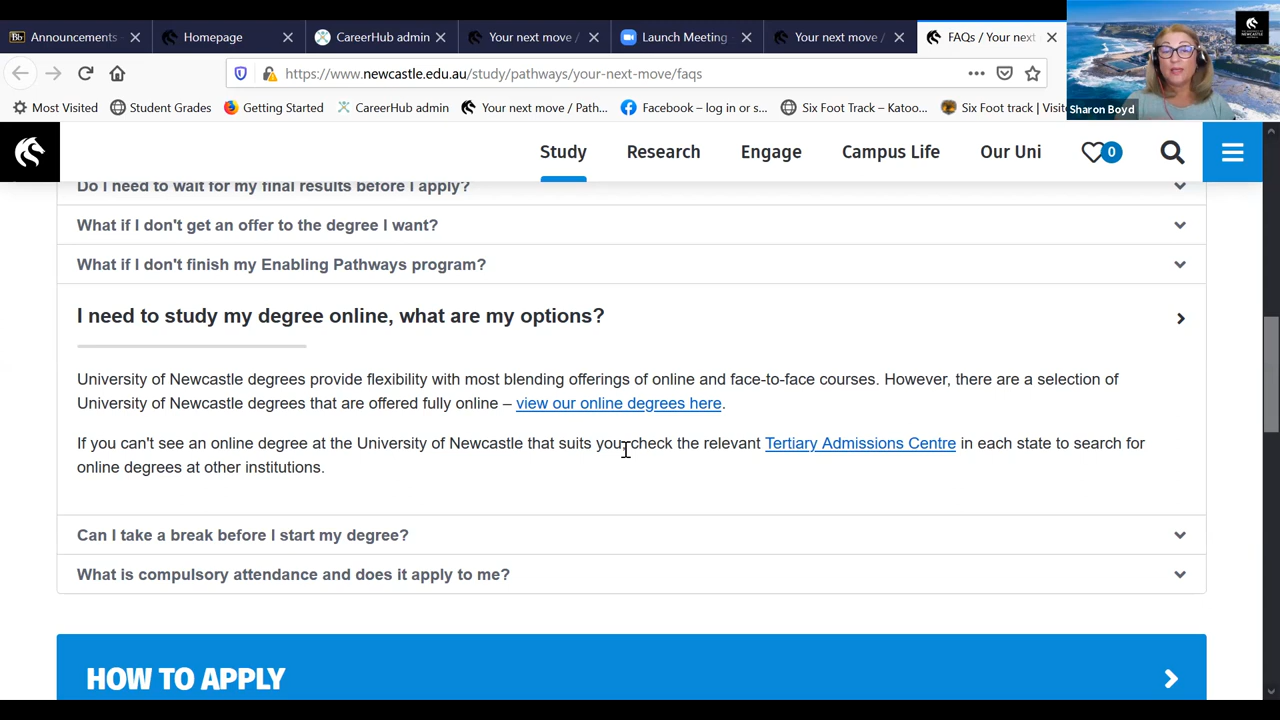 Announcements
Homepage
CareerHub admin
Your next move /
Launch Meeting -
Your next move /
FAQs / Your next
https://www.newcastle.edu.au/study/pathways/your-next-move/faqs
Most Visited
Student Grades
Getting Started
CareerHub admin
Your next move / Path...
Facebook – log in or s...
Six Foot Track – Katoo...
Six Foot track | Visit
Sharon Boyd
Study
Research
Engage
Campus Life
Our Uni
0
Do I need to wait for my final results before I apply?
What if I don't get an offer to the degree I want?
What if I don't finish my Enabling Pathways program?
I need to study my degree online, what are my options?
University of Newcastle degrees provide flexibility with most blending offerings of online and face-to-face courses. However, there are a selection of
University of Newcastle degrees that are offered fully online – view our online degrees here.
If you can't see an online degree at the University of Newcastle that suits you check the relevant Tertiary Admissions Centre in each state to search for
online degrees at other institutions.
Can I take a break before I start my degree?
What is compulsory attendance and does it apply to me?
HOW TO APPLY